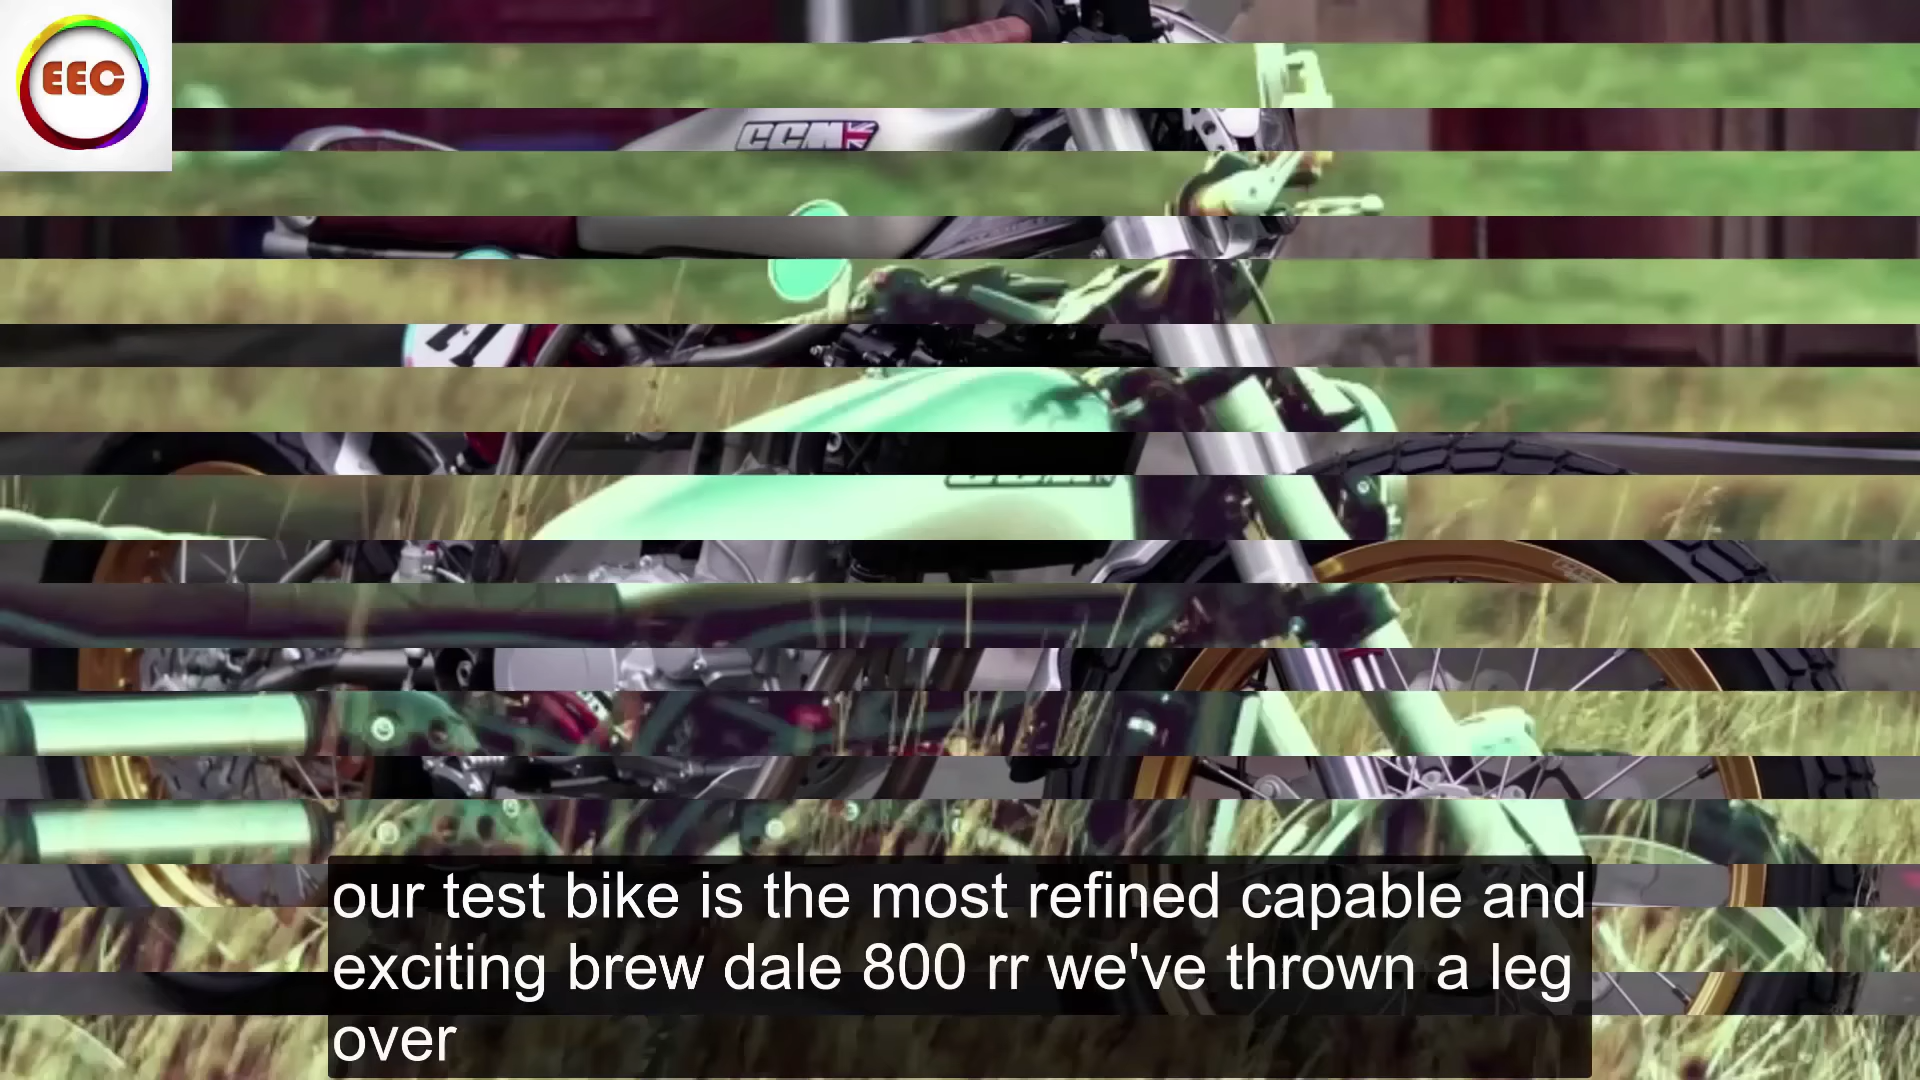 EEC
CCM
71
our test bike is the most refined capable and
exciting brew dale 800 rr we've thrown a leg
over